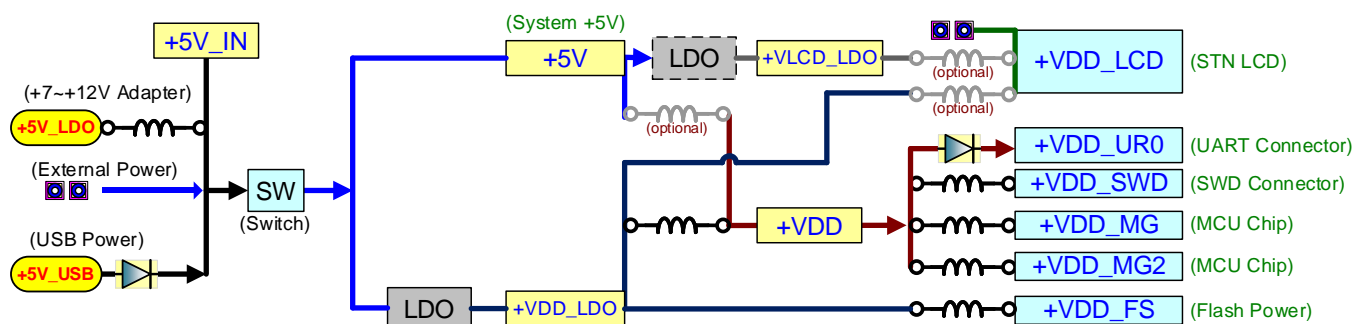 +5V_IN
(System +5V)
+5V
LDO
+VLCD_LDO
(optional)
+VDD_LCD
(STN LCD)
(+7~+12V Adapter)
+5V_LDO
(optional)
(optional)
(External Power)
+VDD_UR0
(UART Connector)
SW
(Switch)
+VDD_SWD
(SWD Connector)
+VDD
+VDD_MG
(MCU Chip)
(USB Power)
+5V_USB
+VDD_MG2
(MCU Chip)
LDO
+VDD_LDO
+VDD_FS
(Flash Power)